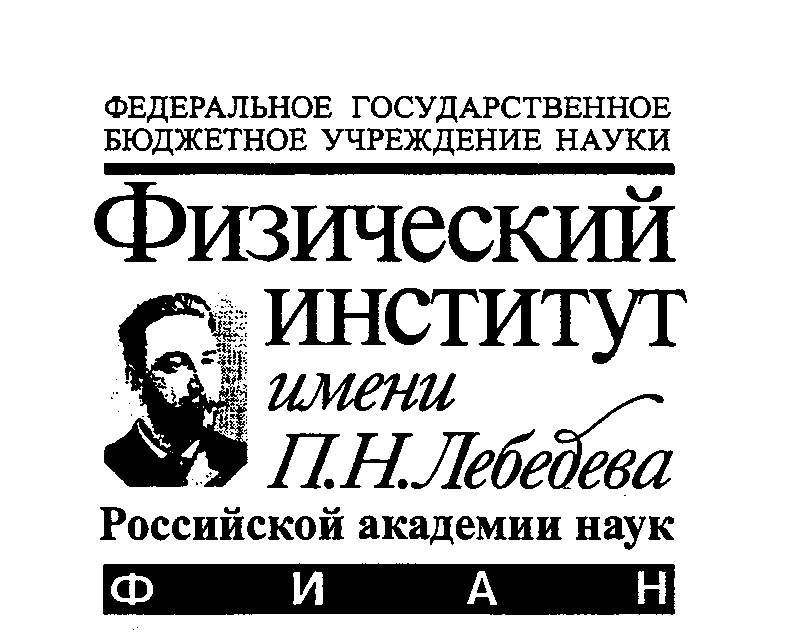 ФЕДЕРАЛЬНОЕ ГОСУДАРСТВЕННОЕ
БЮДЖЕТНОЕ УЧРЕЖДЕНИЕ НАУКИ
Физический
институт
имени
П.Н.Лебедева
Российской академии наук
Ф И А Н